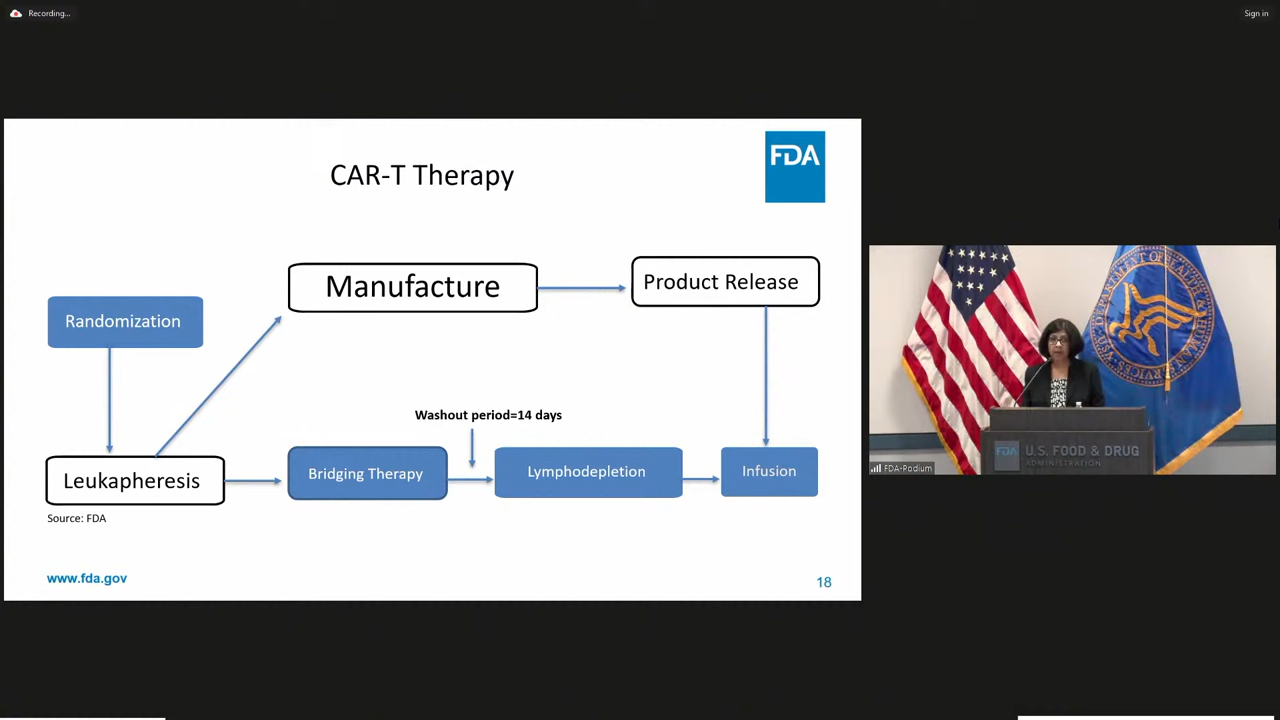 Recording...
Sign in
CAR-T Therapy
FDA
Manufacture
Product Release
Randomization
Washout period=14 days
Leukapheresis
Bridging Therapy
Lymphodepletion
Infusion
Source: FDA
www.fda.gov
18
FDA U.S. FOOD & DRUG
ADMINISTRATION
FDA-Podium